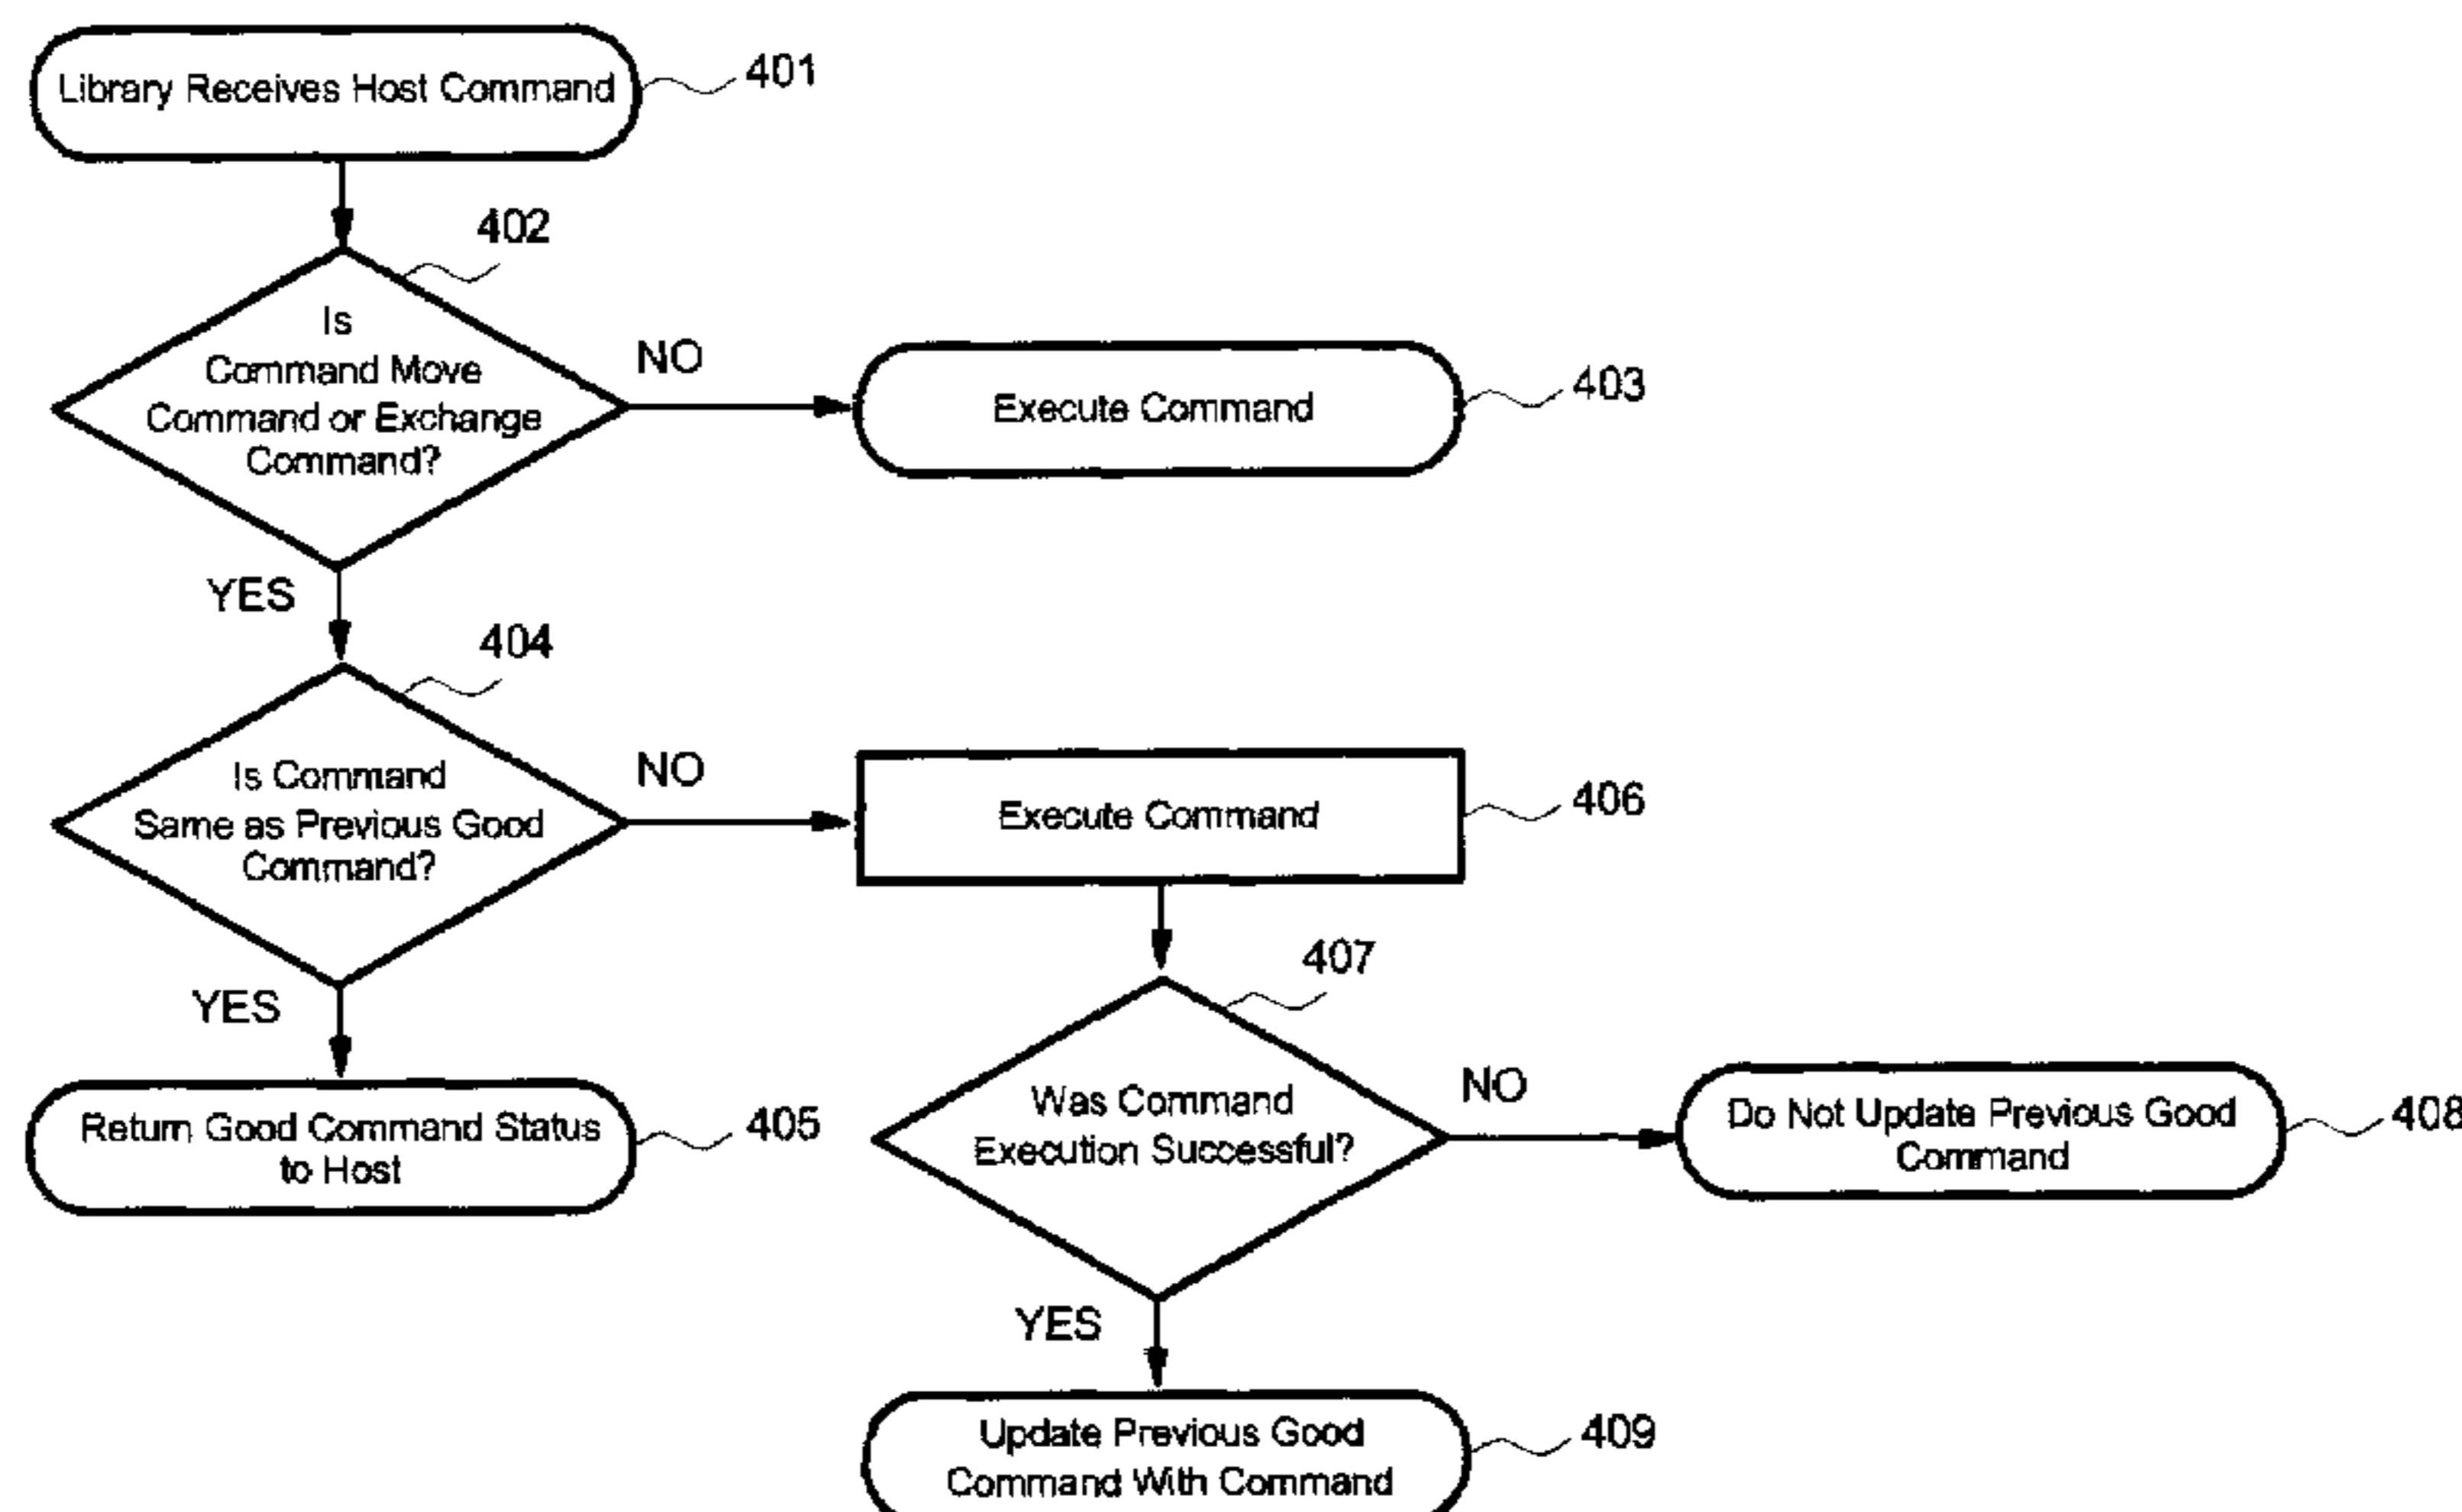 Library Receives Host Command
401
402
Is
Command Move
Command or Exchange
Command?
NO
Execute Command
403
YES
404
Is Command
Same as Previous Good
Command?
NO
Execute Command
406
YES
407
Return Good Command Status
to Host
405
Was Command
Execution Successful?
NO
Do Not Update Previous Good
Command
408
YES
Update Previous Good
Command With Command
409